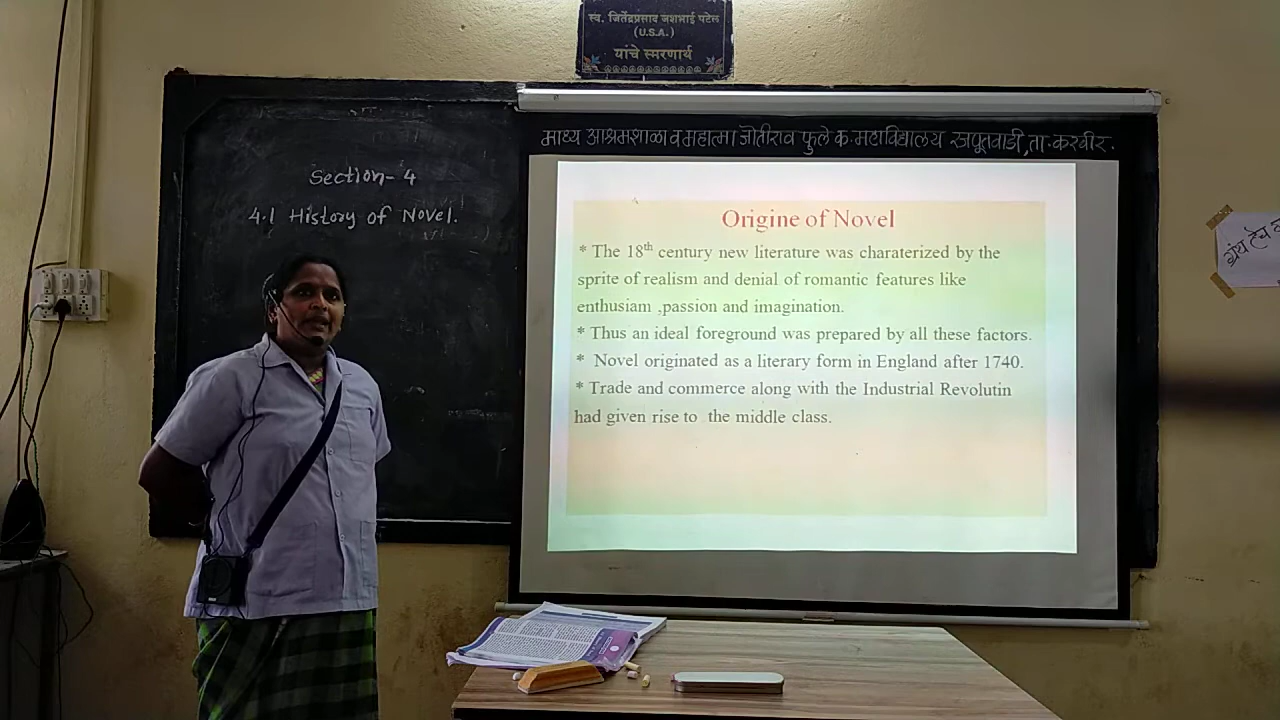 स्व. जितेंद्रप्रसाद जशभाई पटेल
(U.S.A.)
यांचे स्मरणार्थ
माध्य आश्रमशाळा व महात्मा जोतीराव फुले क. महाविद्यालय रजपूतवाडी, ता. करवीर.
Section-4
4.1 History of Novel.
Origine of Novel
* The 18th century new literature was charaterized by the
sprite of realism and denial of romantic features like
enthusiam ,passion and imagination.
* Thus an ideal foreground was prepared by all these factors.
* Novel originated as a literary form in England after 1740.
* Trade and commerce along with the Industrial Revolutin
had given rise to the middle class.
ग्रंथ हेच